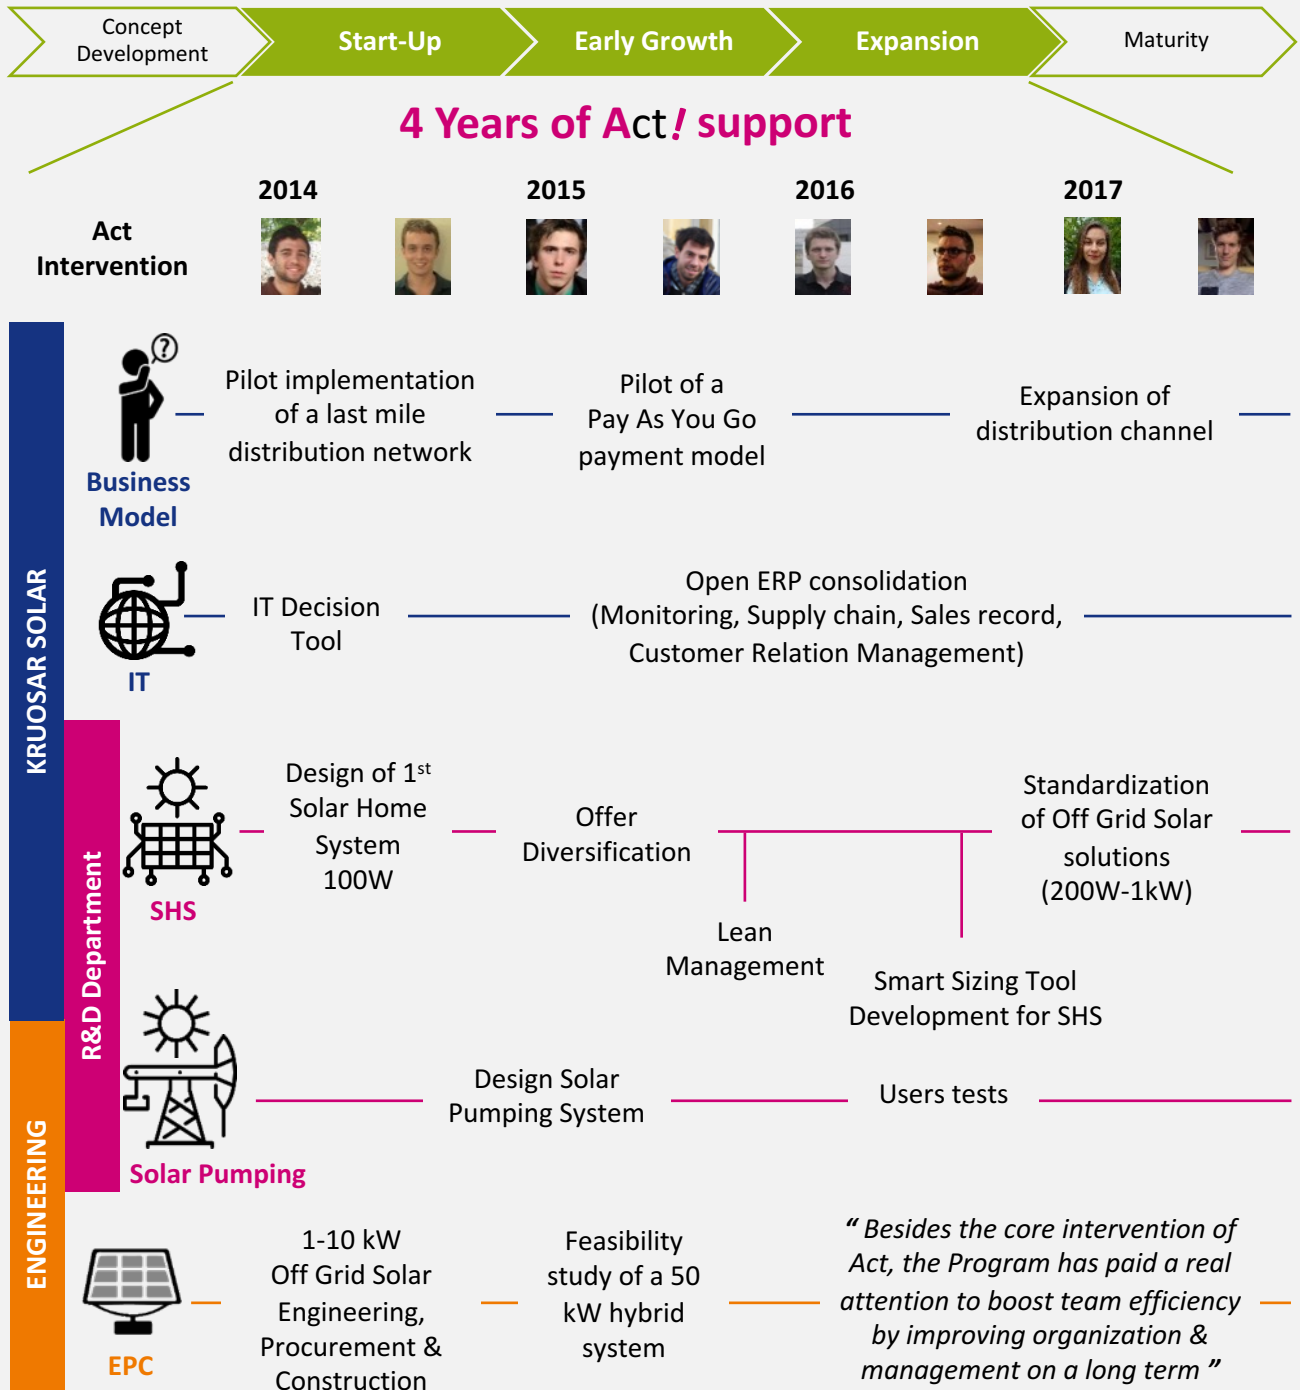 Concept
Development
Start-Up
Early Growth
Expansion
Maturity
4 Years of Act! support
2014
2015
2016
2017
Act
Intervention
KRUOSAR SOLAR
Business
Model
Pilot implementation
of a last mile
distribution network
Pilot of a
Pay As You Go
payment model
Expansion of
distribution channel
IT
IT Decision
Tool
Open ERP consolidation
(Monitoring, Supply chain, Sales record,
Customer Relation Management)
R&D Department
SHS
Design of 1st
Solar Home
System
100W
Offer
Diversification
Lean
Management
Smart Sizing Tool
Development for SHS
Standardization
of Off Grid Solar
solutions
(200W-1kW)
ENGINEERING
Solar Pumping
Design Solar
Pumping System
Users tests
EPC
1-10 kW
Off Grid Solar
Engineering,
Procurement &
Construction
Feasibility
study of a 50
kW hybrid
system
“ Besides the core intervention of
Act, the Program has paid a real
attention to boost team efficiency
by improving organization &
management on a long term ”